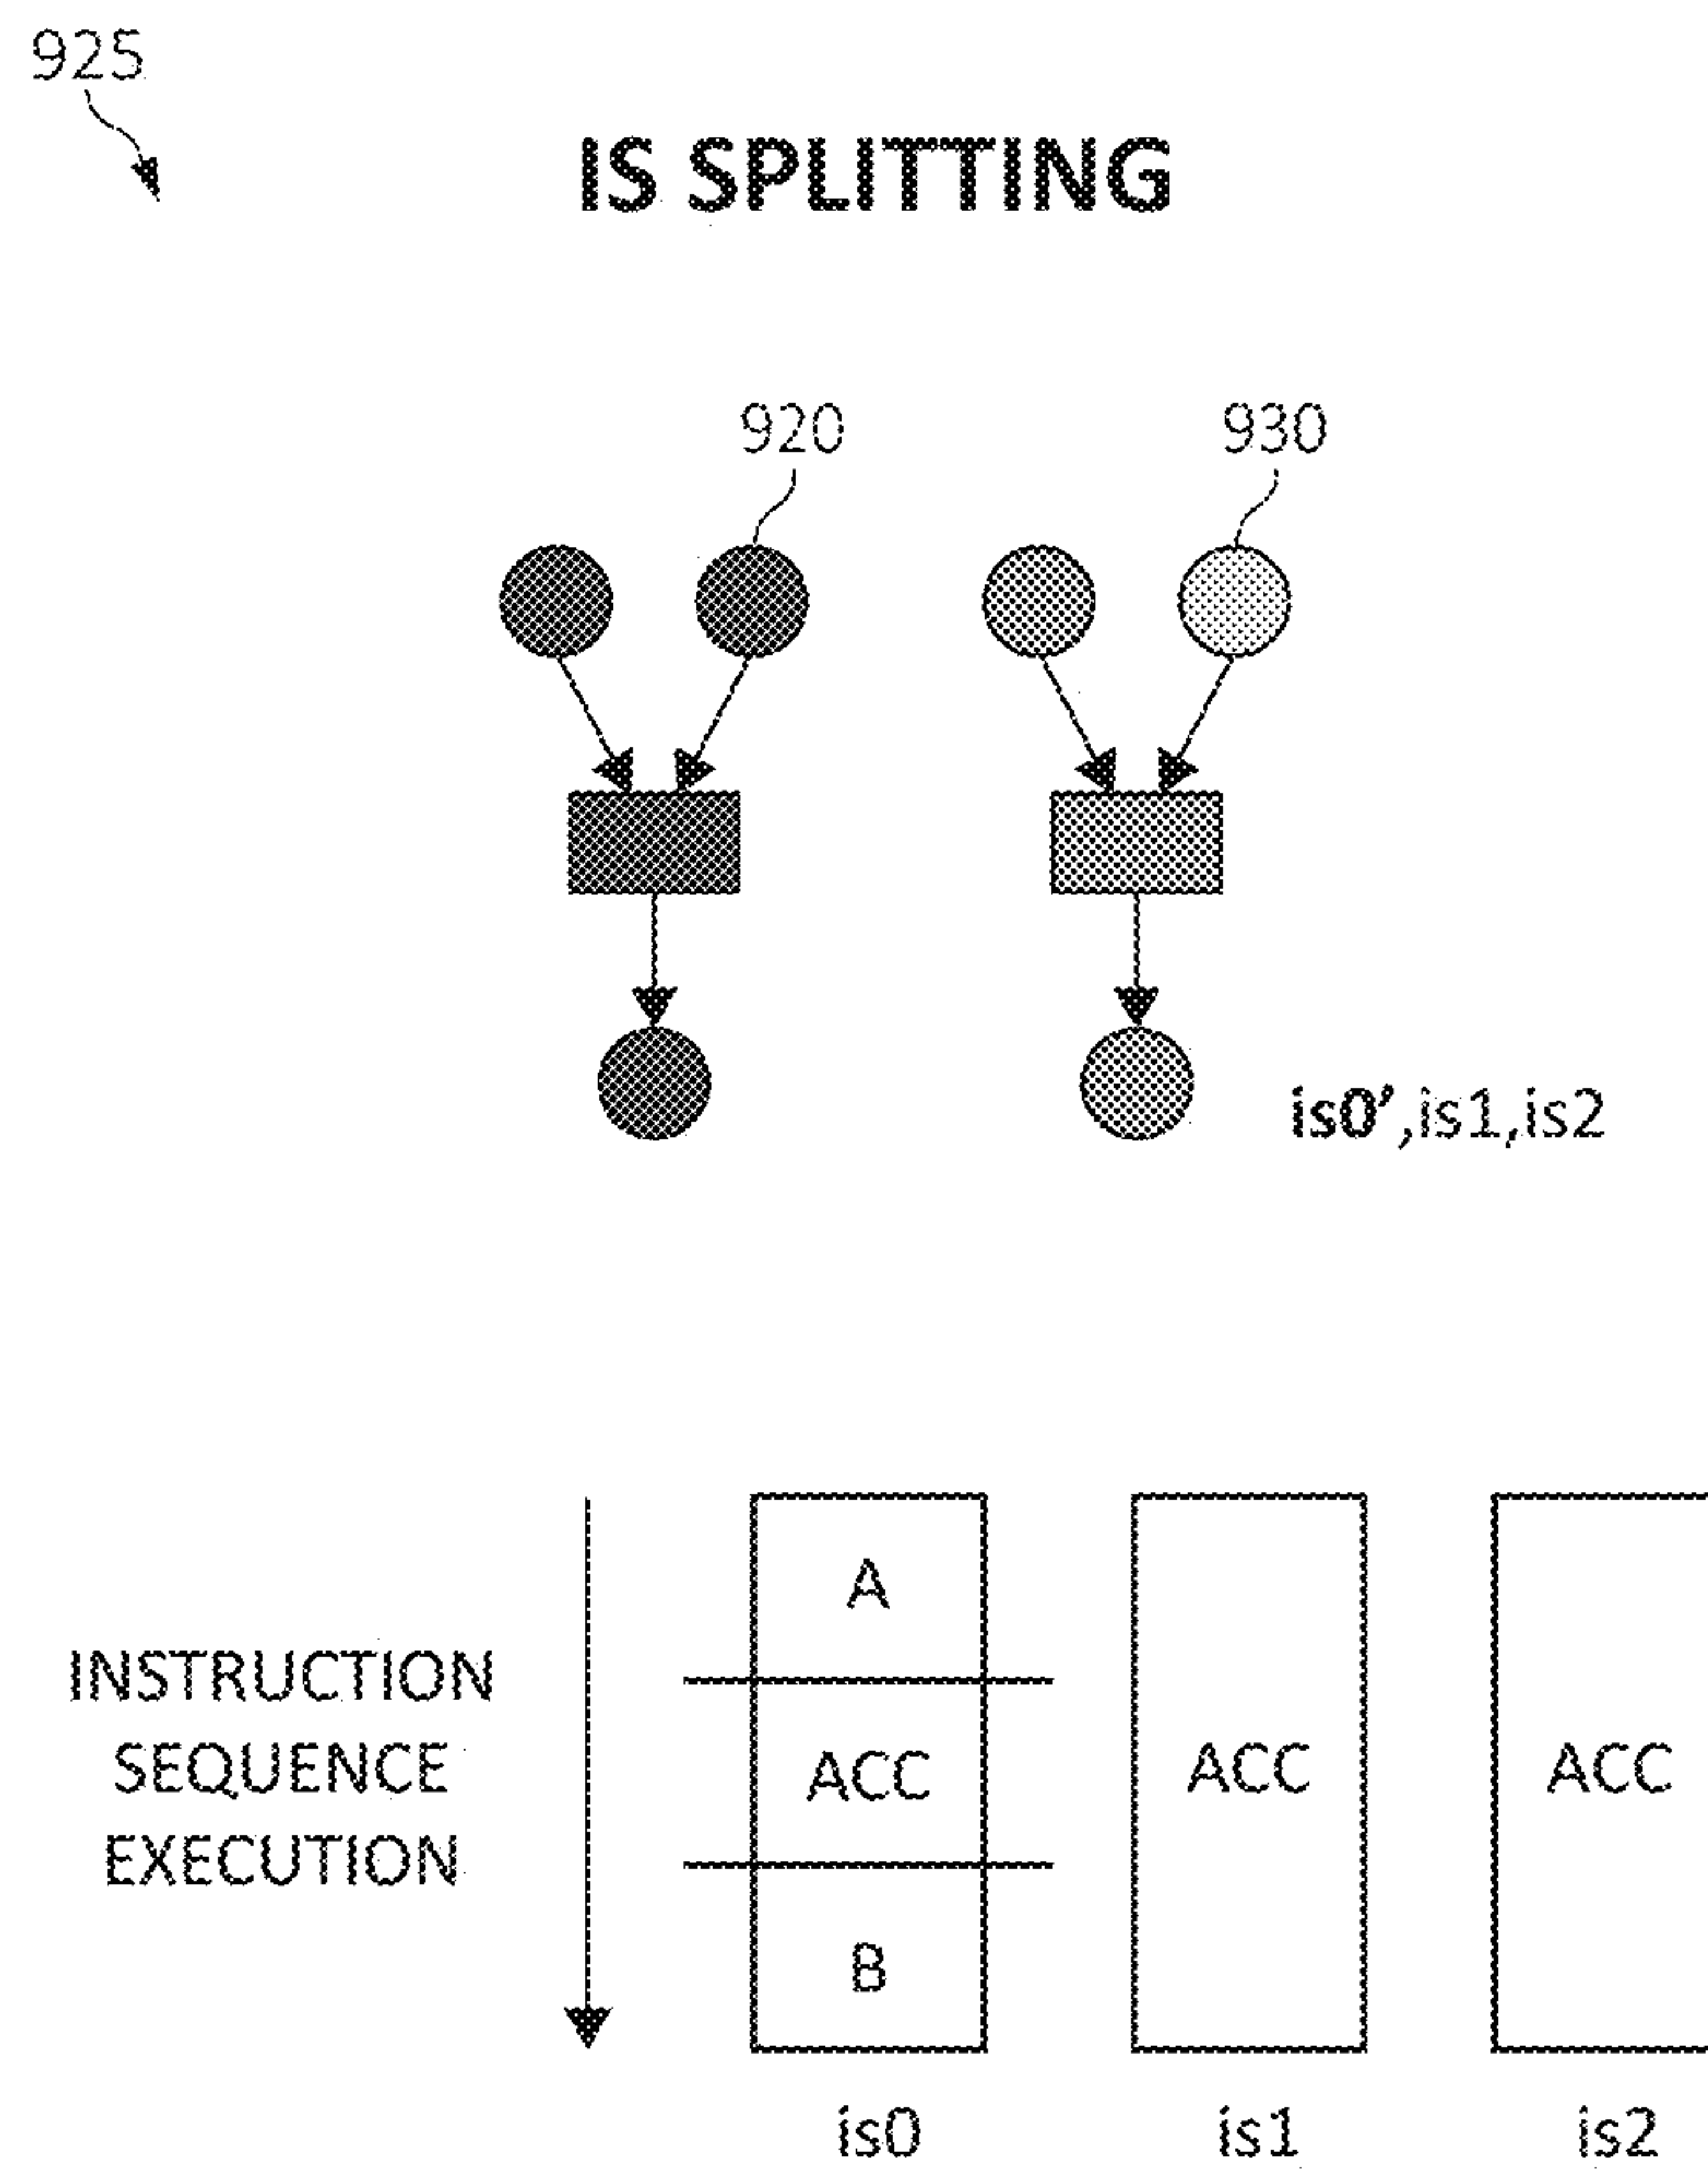 925
IS SPLITTING
920 930
is0’,is1,is2
A
INSTRUCTION
SEQUENCE
EXECUTION
ACC ACC ACC
B
is0 is1 is2